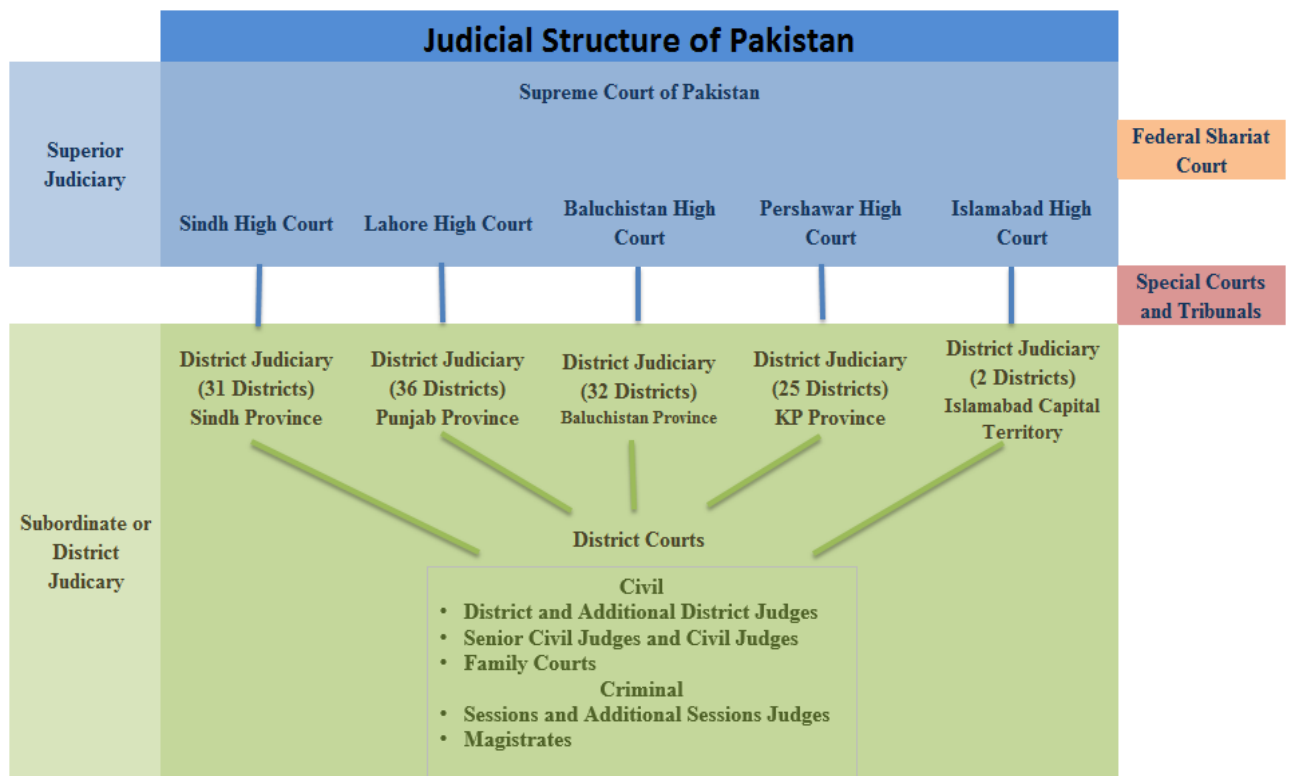 Judicial Structure of Pakistan
Supreme Court of Pakistan
Superior
Judiciary
Federal Shariat
Court
Sindh High Court
Lahore High Court
Baluchistan High
Court
Pershawar High
Court
Islamabad High
Court
Special Courts
and Tribunals
District Judiciary
(31 Districts)
Sindh Province
District Judiciary
(36 Districts)
Punjab Province
District Judiciary
(32 Districts)
Baluchistan Province
District Judiciary
(25 Districts)
KP Province
District Judiciary
(2 Districts)
Islamabad Capital
Territory
Subordinate or
District
Judicary
District Courts
Civil
• District and Additional District Judges
• Senior Civil Judges and Civil Judges
• Family Courts
Criminal
• Sessions and Additional Sessions Judges
• Magistrates